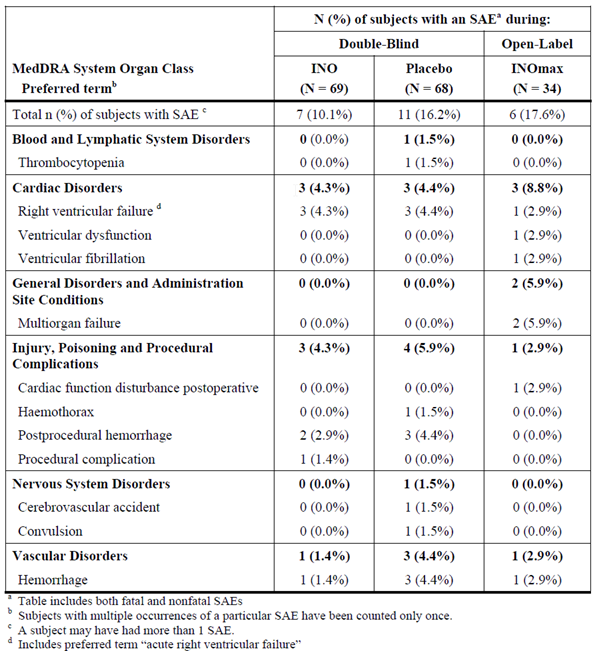 N (%) of subjects with an SAEa during:
Double-Blind Open-Label
MedDRA System Organ Class INO Placebo INOmax
Preferred termb (N = 69) (N = 68) (N = 34)
Total n (%) of subjects with SAE c 7 (10.1%) 11 (16.2%) 6 (17.6%)
Blood and Lymphatic System Disorders 0 (0.0%) 1 (1.5%) 0 (0.0%)
Thrombocytopenia 0 (0.0%) 1 (1.5%) 0 (0.0%)
Cardiac Disorders 3 (4.3%) 3 (4.4%) 3 (8.8%)
Right ventricular failure d 3 (4.3%) 3 (4.4%) 1 (2.9%)
Ventricular dysfunction 0 (0.0%) 0 (0.0%) 1 (2.9%)
Ventricular fibrillation 0 (0.0%) 0 (0.0%) 1 (2.9%)
General Disorders and Administration 0 (0.0%) 0 (0.0%) 2 (5.9%)
Site Conditions
Multiorgan failure 0 (0.0%) 0 (0.0%) 2 (5.9%)
Injury, Poisoning and Procedural 3 (4.3%) 4 (5.9%) 1 (2.9%)
Complications
Cardiac function disturbance postoperative 0 (0.0%) 0 (0.0%) 1 (2.9%)
Haemothorax 0 (0.0%) 1 (1.5%) 0 (0.0%)
Postprocedural hemorrhage 2 (2.9%) 3 (4.4%) 0 (0.0%)
Procedural complication 1 (1.4%) 0 (0.0%) 0 (0.0%)
Nervous System Disorders 0 (0.0%) 1 (1.5%) 0 (0.0%)
Cerebrovascular accident 0 (0.0%) 1 (1.5%) 0 (0.0%)
Convulsion 0 (0.0%) 1 (1.5%) 0 (0.0%)
Vascular Disorders 1 (1.4%) 3 (4.4%) 1 (2.9%)
Hemorrhage 1 (1.4%) 3 (4.4%) 1 (2.9%)
a Table includes both fatal and nonfatal SAEs
b Subjects with multiple occurrences of a particular SAE have been counted only once.
c A subject may have had more than 1 SAE.
d Includes preferred term “acute right ventricular failure”